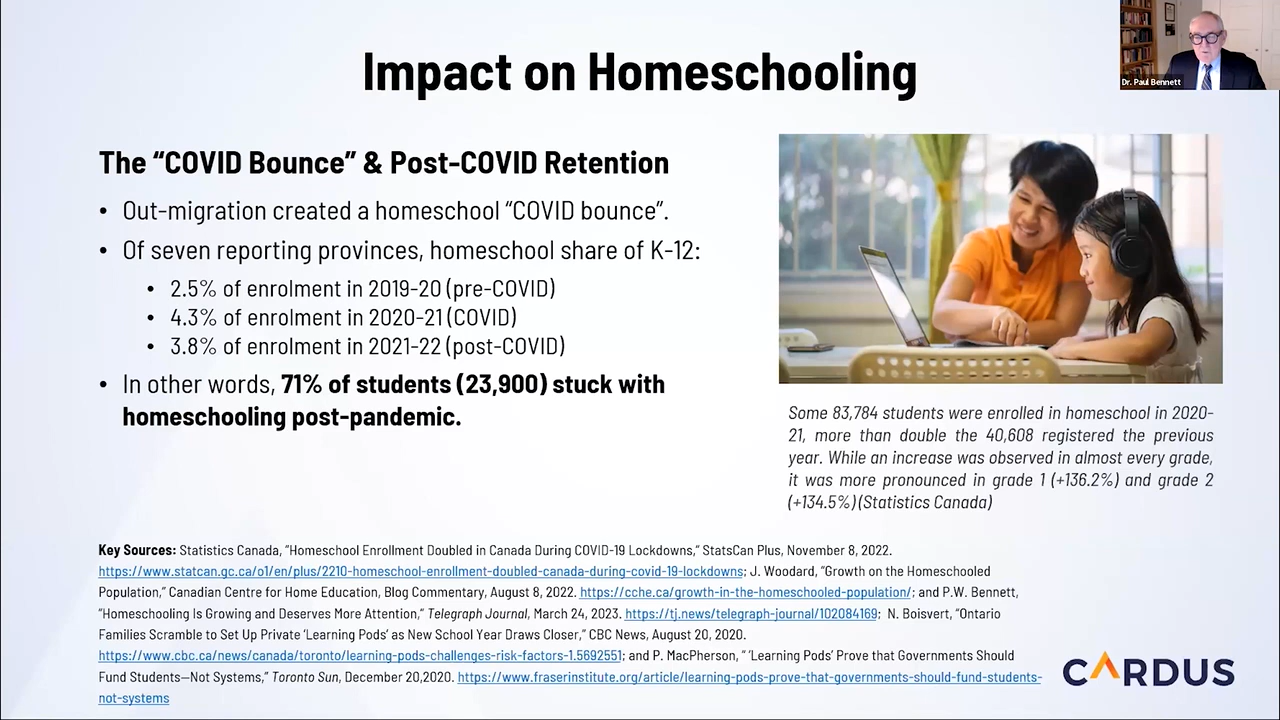 Impact on Homeschooling
Dr. Paul Bennett
The “COVID Bounce” & Post-COVID Retention
• Out-migration created a homeschool “COVID bounce”.
• Of seven reporting provinces, homeschool share of K-12:
• 2.5% of enrolment in 2019-20 (pre-COVID)
• 4.3% of enrolment in 2020-21 (COVID)
• 3.8% of enrolment in 2021-22 (post-COVID)
• In other words, 71% of students (23,900) stuck with
homeschooling post-pandemic.
Some 83,784 students were enrolled in homeschool in 2020-
21, more than double the 40,608 registered the previous
year. While an increase was observed in almost every grade,
it was more pronounced in grade 1 (+136.2%) and grade 2
(+134.5%)(Statistics Canada)
Key Sources: Statistics Canada, “Homeschool Enrollment Doubled in Canada During COVID-19 Lockdowns,” StatsCan Plus, November 8, 2022.
https://www.statcan.gc.ca/o1/en/plus/2210-homeschool-enrollment-doubled-canada-during-covid-19-lockdowns; J. Woodard, “Growth on the Homeschooled
Population,” Canadian Centre for Home Education, Blog Commentary, August 8, 2022. https://cche.ca/growth-in-the-homeschooled-population/; and P.W. Bennett,
“Homeschooling Is Growing and Deserves More Attention,” Telegraph Journal, March 24, 2023. https://tj.news/telegraph-journal/102084169; N. Boisvert, “Ontario
Families Scramble to Set Up Private ‘Learning Pods’ as New School Year Draws Closer,” CBC News, August 20, 2020.
https://www.cbc.ca/news/canada/toronto/learning-pods-challenges-risk-factors-1.5692551; and P. MacPherson, “ ‘Learning Pods’ Prove that Governments Should
Fund Students—Not Systems,” Toronto Sun, December 20,2020. https://www.fraserinstitute.org/article/learning-pods-prove-that-governments-should-fund-students-
not-systems
CARDUS